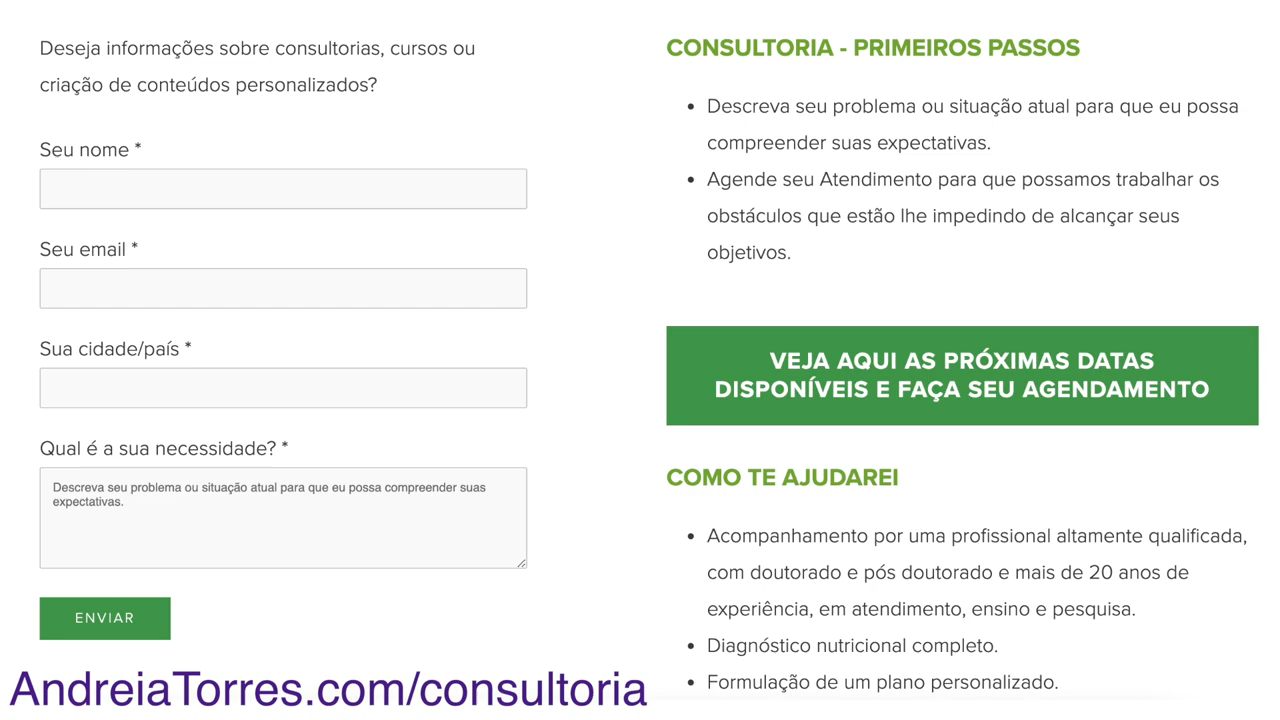 Deseja informações sobre consultorias, cursos ou
criação de conteúdos personalizados?
Seu nome *
Seu email *
Sua cidade/país *
Qual é a sua necessidade? *
Descreva seu problema ou situação atual para que eu possa compreender suas
expectativas.
ENVIAR
AndreiaTorres.com/consultoria
CONSULTORIA - PRIMEIROS PASSOS
• Descreva seu problema ou situação atual para que eu possa
compreender suas expectativas.
• Agende seu Atendimento para que possamos trabalhar os
obstáculos que estão lhe impedindo de alcançar seus
objetivos.
VEJA AQUI AS PRÓXIMAS DATAS
DISPONÍVEIS E FAÇA SEU AGENDAMENTO
COMO TE AJUDAREI
• Acompanhamento por uma profissional altamente qualificada,
com doutorado e pós doutorado e mais de 20 anos de
experiência, em atendimento, ensino e pesquisa.
• Diagnóstico nutricional completo.
• Formulação de um plano personalizado.